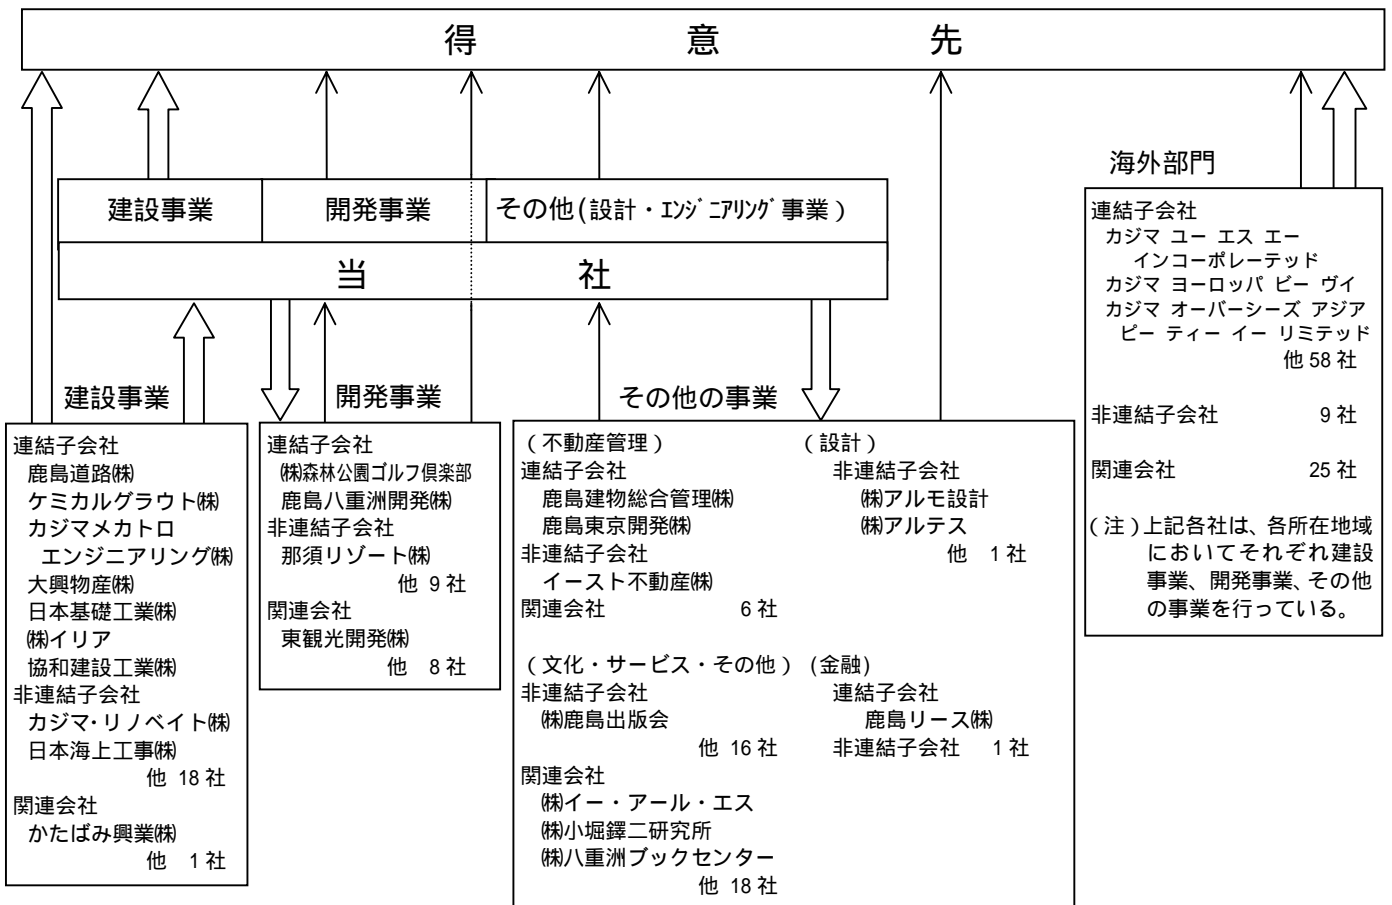 得意先
建設事業
開発事業
その他(設計・エンジニアリング事業)
当社
建設事業
連結子会社
鹿島道路㈱
ケミカルグラウト㈱
カジマメカトロ
エンジニアリング㈱
大興物産㈱
日本基礎工業㈱
㈱イリア
協和建設工業㈱
非連結子会社
カジマ・リノベイト㈱
日本海上工事㈱
他 18 社
関連会社
かたばみ興業㈱
他 1 社
開発事業
連結子会社
㈱森林公園ゴルフ倶楽部
鹿島八重洲開発㈱
非連結子会社
那須リゾート㈱
他 9 社
関連会社
東観光開発㈱
他 8 社
その他の事業
(不動産管理)
連結子会社
鹿島建物総合管理㈱
鹿島東京開発㈱
非連結子会社
イースト不動産㈱
関連会社 6 社
(設計)
非連結子会社
㈱アルモ設計
㈱アルテス
他 1 社
(文化・サービス・その他)
非連結子会社
㈱鹿島出版会
他 16 社
関連会社
㈱イー・アール・エス
㈱小堀鐸二研究所
㈱八重洲ブックセンター
他 18 社
(金融)
連結子会社
鹿島リース㈱
非連結子会社 1 社
海外部門
連結子会社
カジマ ユー エス エー
インコーポレーテッド
カジマ ヨーロッパ ビー ヴイ
カジマ オーバーシーズ アジア
ピー ティー イー リミテッド
他 58 社
非連結子会社 9 社
関連会社 25 社
(注)上記各社は、各所在地域
においてそれぞれ建設
事業、開発事業、その他
の事業を行っている。